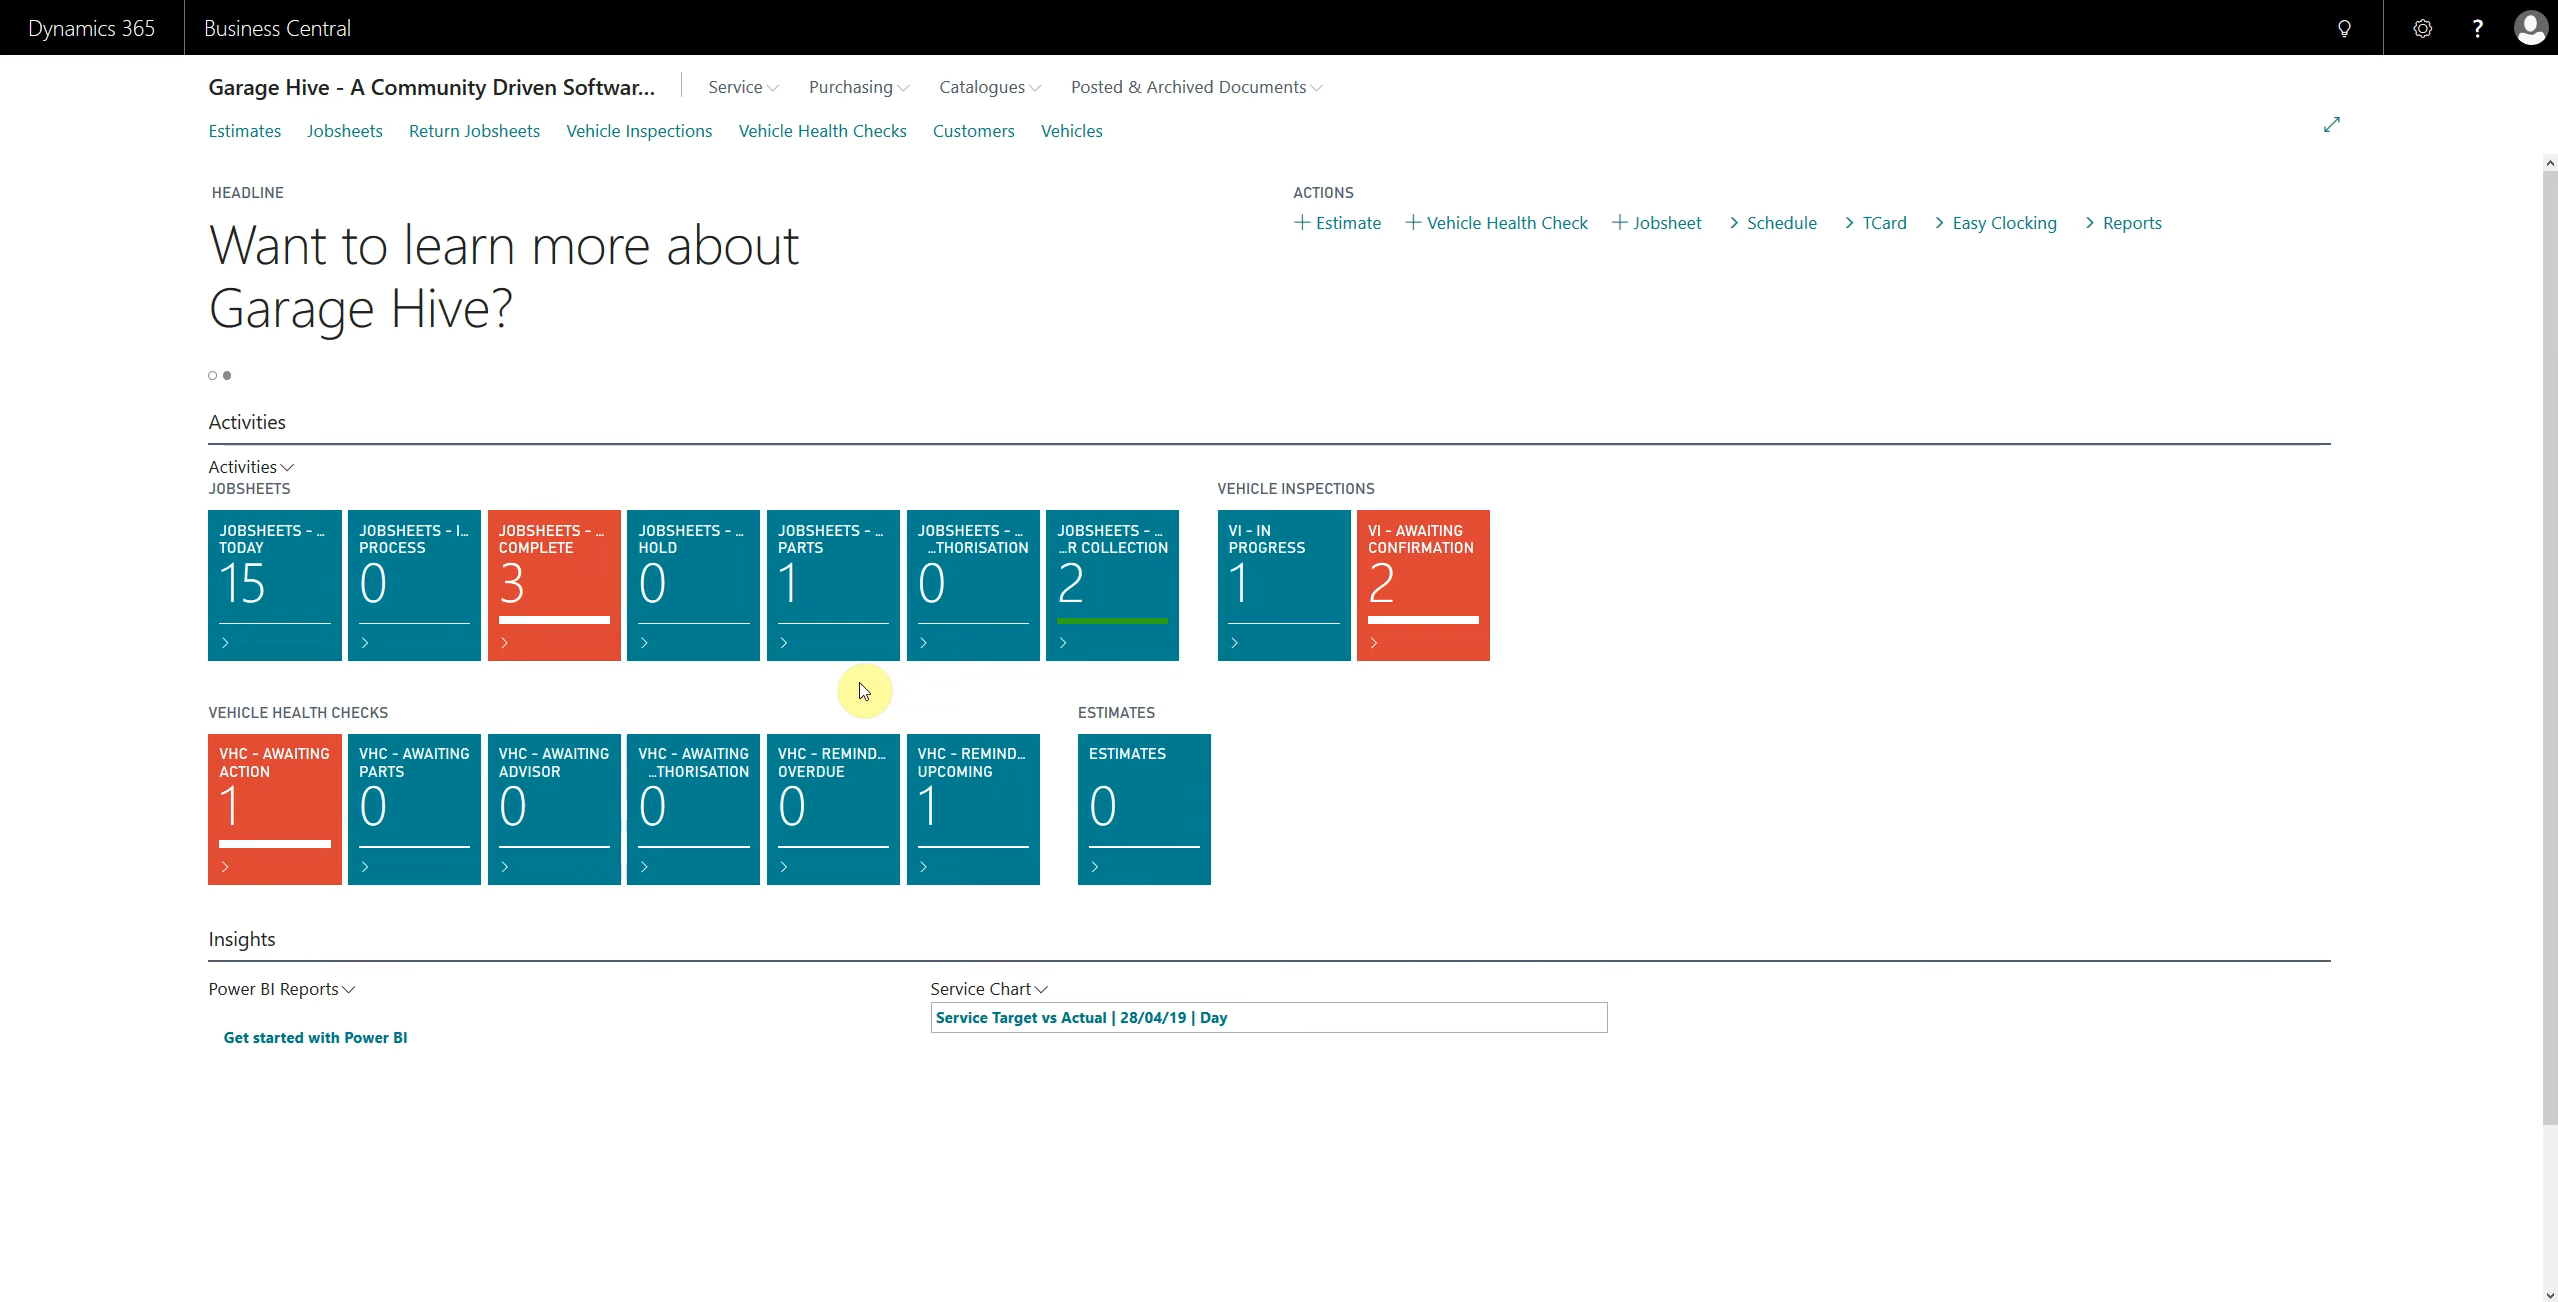 Dynamics 365
Business Central
Garage Hive - A Community Driven Softwar...
Service
Purchasing
Catalogues
Posted & Archived Documents
Estimates
Jobsheets
Return Jobsheets
Vehicle Inspections
Vehicle Health Checks
Customers
Vehicles
HEADLINE
Want to learn more about
Garage Hive?
ACTIONS
+ Estimate
+ Vehicle Health Check
+ Jobsheet
> Schedule
> TCard
> Easy Clocking
> Reports
Activities
Activities
JOBSHEETS
JOBSHEETS - ...
TODAY
15
JOBSHEETS - I...
PROCESS
0
JOBSHEETS - ...
COMPLETE
3
JOBSHEETS - ...
HOLD
0
JOBSHEETS - ...
PARTS
1
JOBSHEETS - ...
...THORISATION
0
JOBSHEETS - ...
...R COLLECTION
2
VEHICLE INSPECTIONS
VI - IN
PROGRESS
1
VI - AWAITING
CONFIRMATION
2
VEHICLE HEALTH CHECKS
VHC - AWAITING
ACTION
1
VHC - AWAITING
PARTS
0
VHC - AWAITING
ADVISOR
0
VHC - AWAITING
...THORISATION
0
VHC - REMIND...
OVERDUE
0
VHC - REMIND...
UPCOMING
1
ESTIMATES
ESTIMATES
0
Insights
Power BI Reports
Get started with Power BI
Service Chart
Service Target vs Actual | 28/04/19 | Day